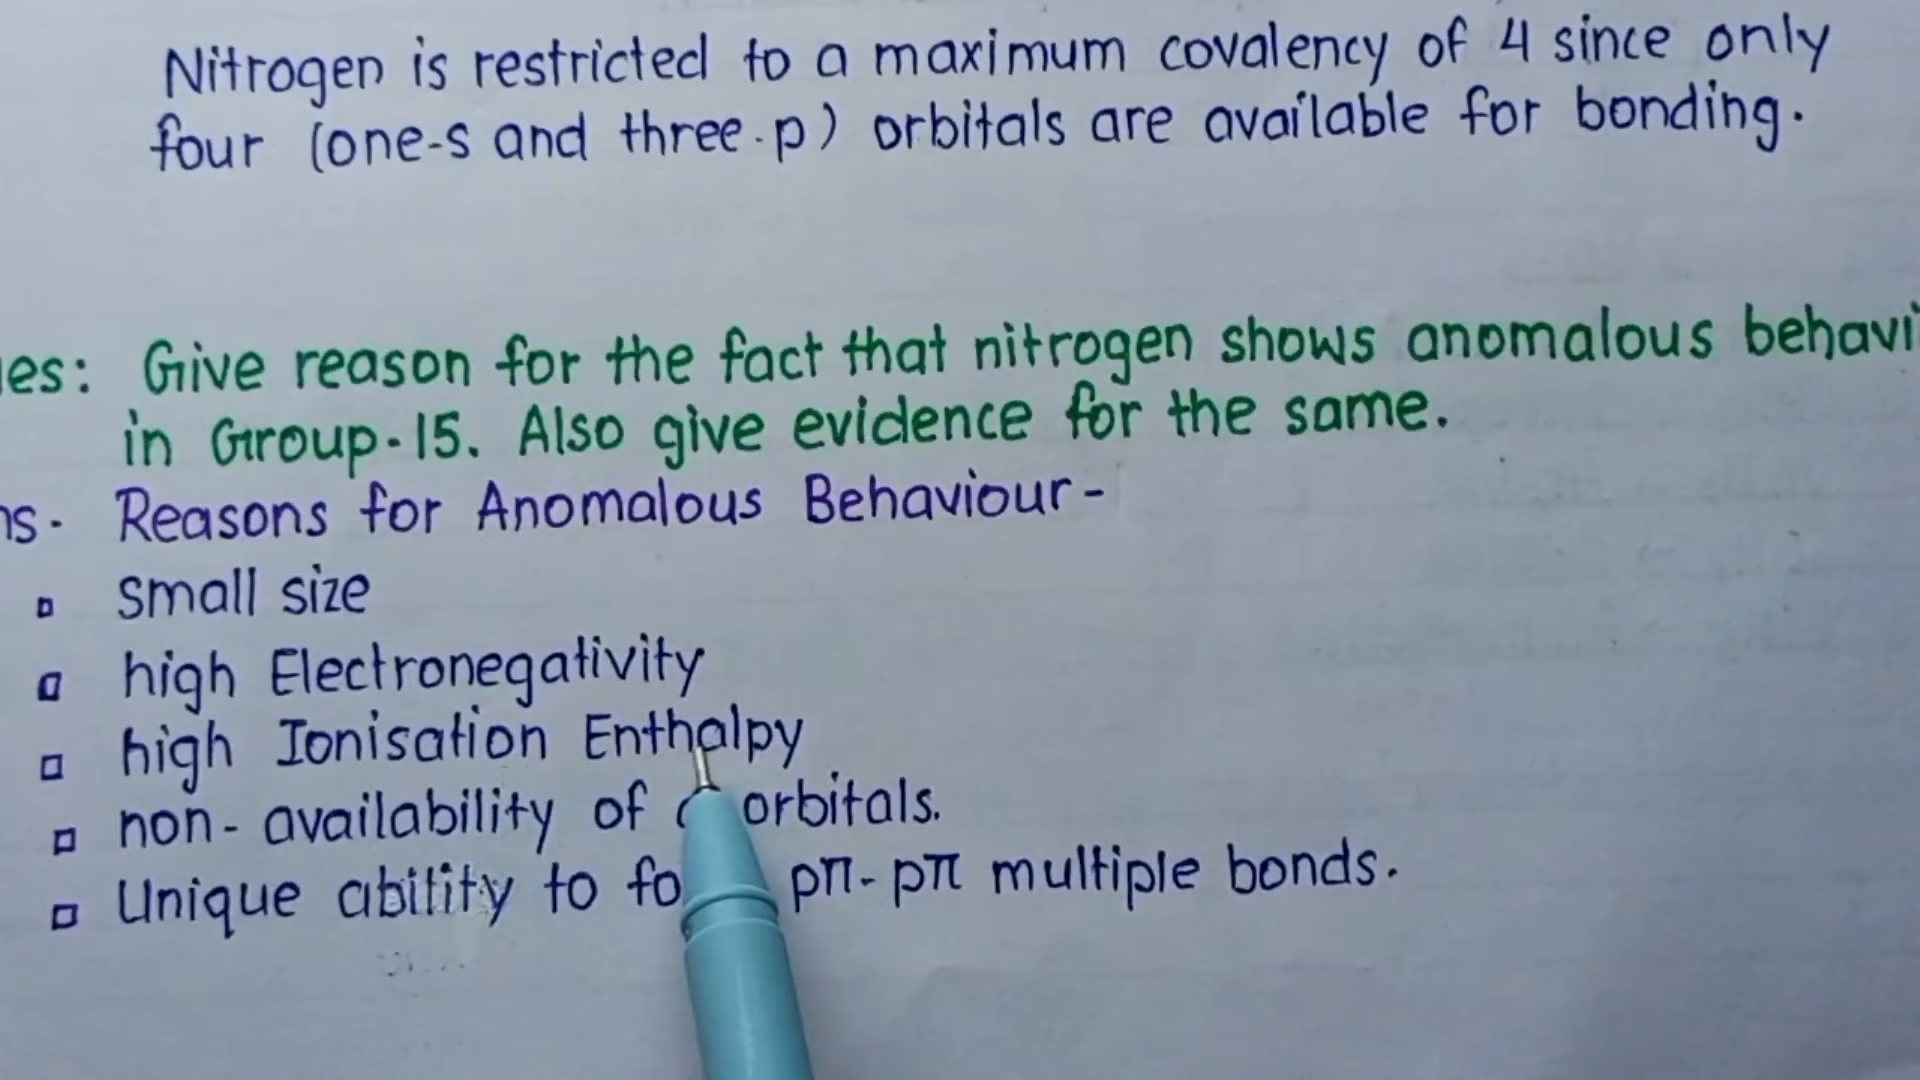 Nitrogen is restricted to a maximum covalency of 4 since only
four (one-s and three-p) orbitals are available for bonding.
es: Give reason for the fact that nitrogen shows anomalous behavi
in Group-15. Also give evidence for the same.
ns- Reasons for Anomalous Behaviour-
small size
high Electronegativity
high Ionisation Enthalpy
non-availability of orbitals.
Unique ability to fo pπ-pπ multiple bonds.